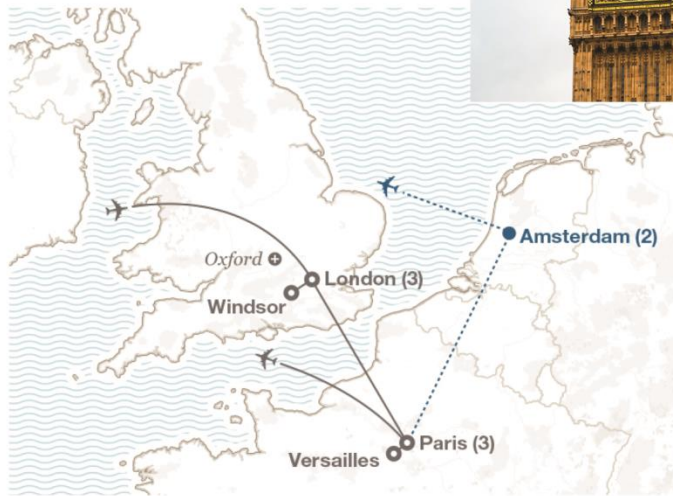 Amsterdam (2)
Oxford
London (3)
Windsor
Paris (3)
Versailles